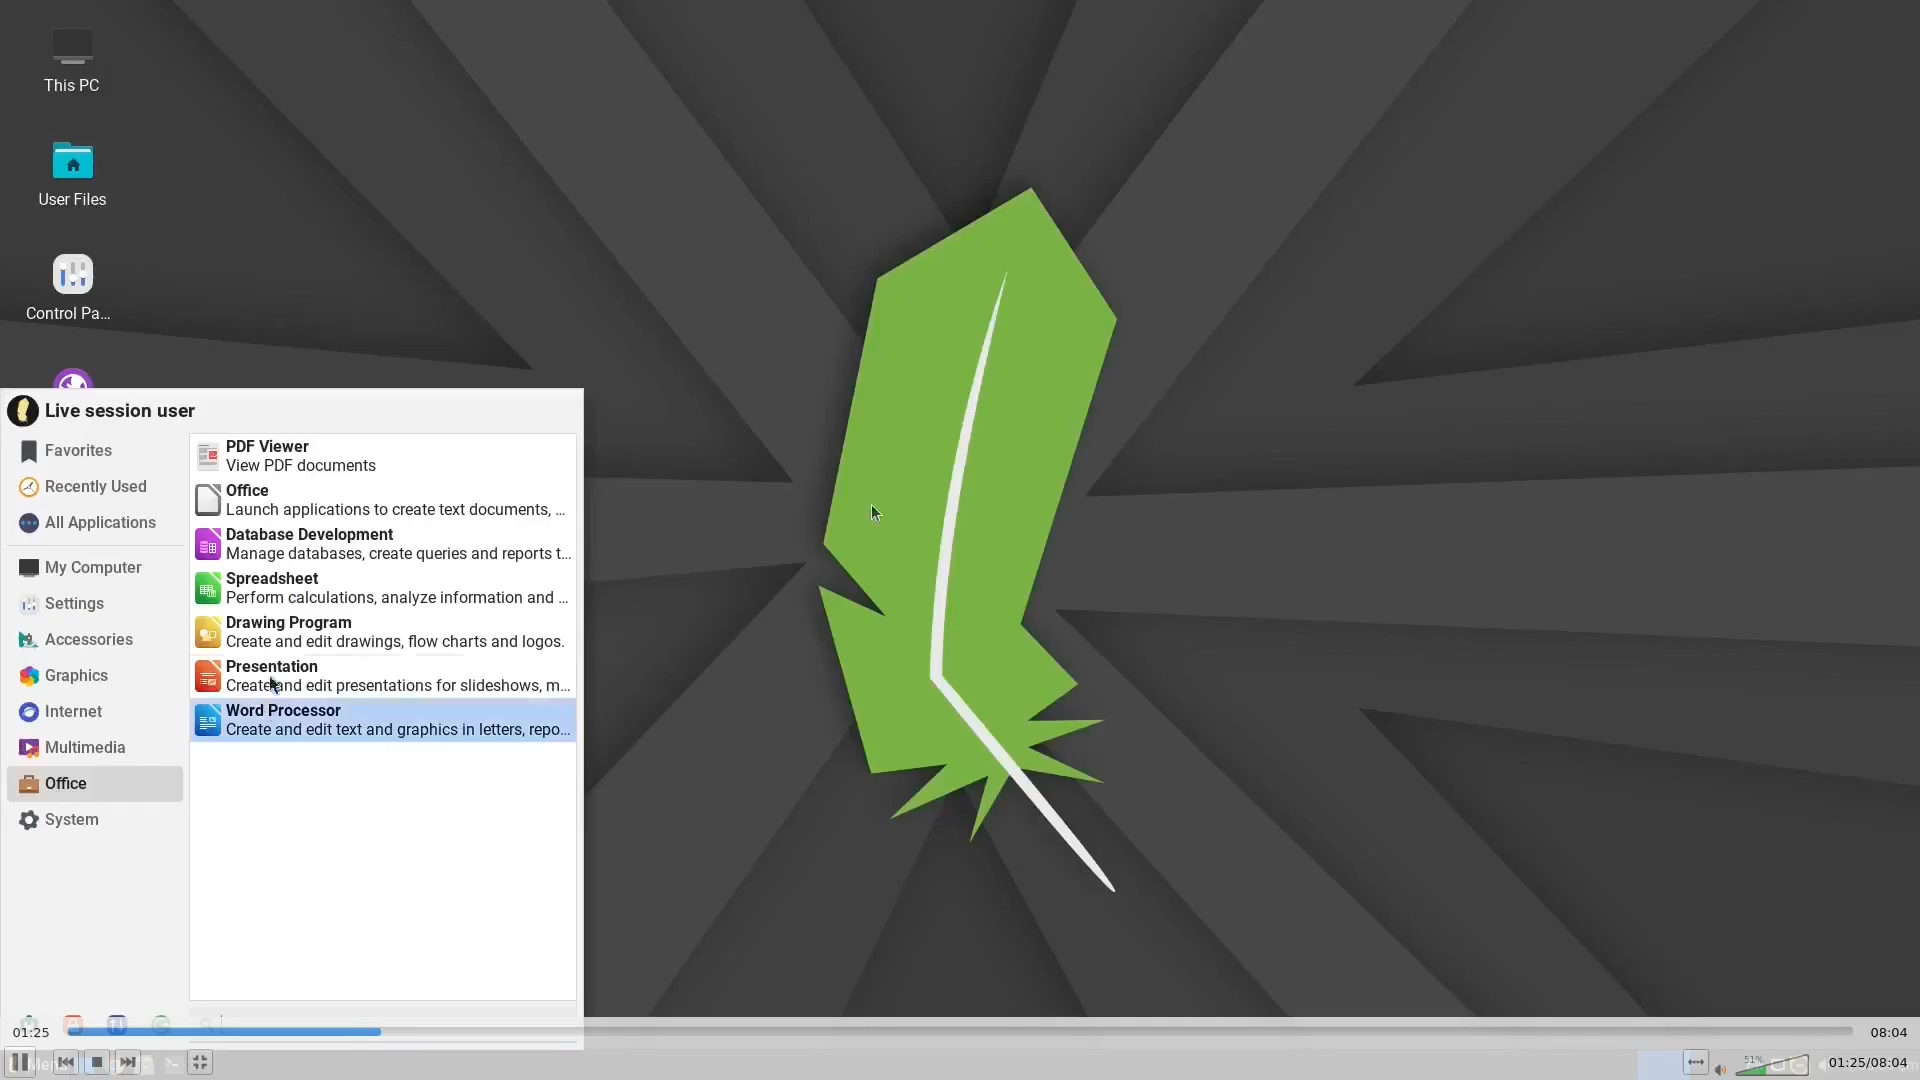 This PC
User Files
Control Pa...
Live session user
Favorites
Recently Used
All Applications
My Computer
Settings
Accessories
Graphics
Internet
Multimedia
Office
System
PDF Viewer
View PDF documents
Office
Launch applications to create text documents, ...
Database Development
Manage databases, create queries and reports t...
Spreadsheet
Perform calculations, analyze information and ...
Drawing Program
Create and edit drawings, flow charts and logos.
Presentation
Create and edit presentations for slideshows, m...
Word Processor
Create and edit text and graphics in letters, repo...
01:25
08:04
51%
01:25/08:04